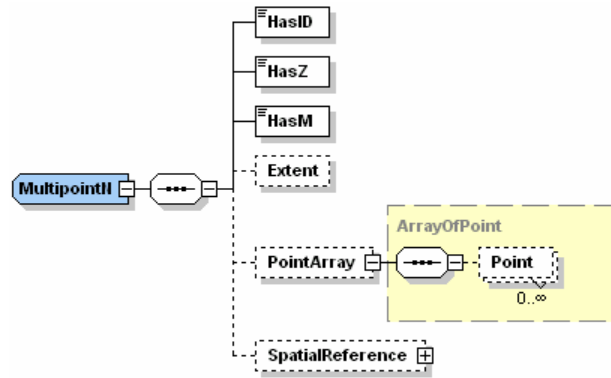 HasID
HasZ
HasM
MultipointN
Extent
ArrayOfPoint
PointArray
Point
0..∞
SpatialReference